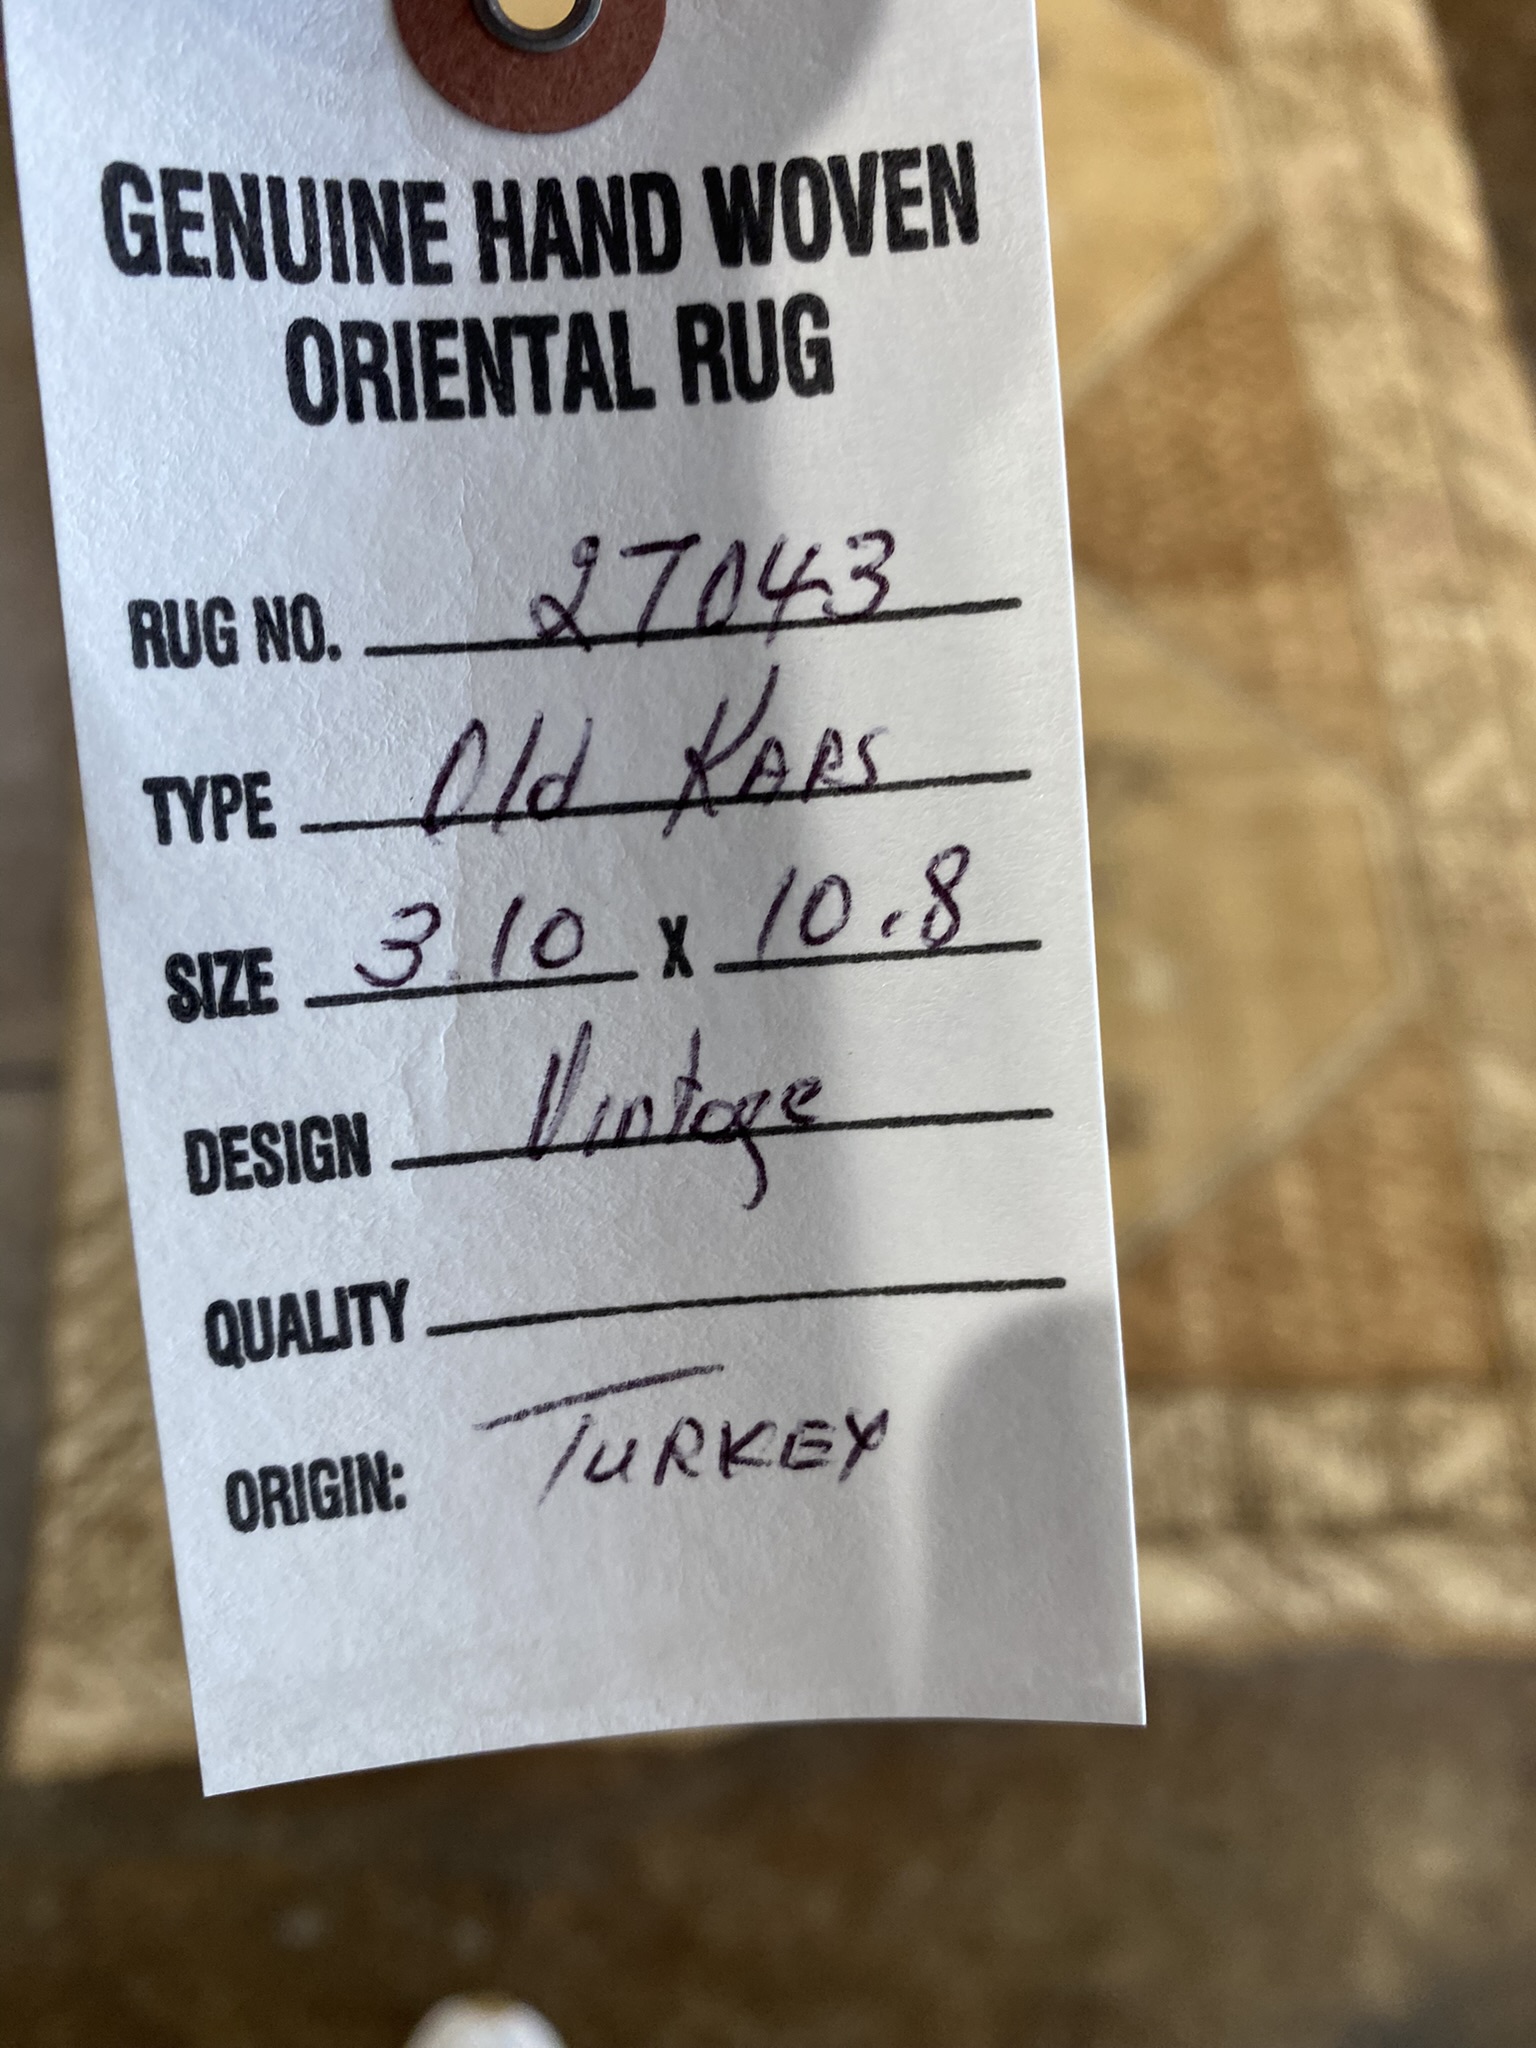 GENUINE HAND WOVEN
ORIENTAL RUG
RUG NO. 27043
TYPE Old KARS
SIZE 3.10 X 10.8
DESIGN Vintage
QUALITY
ORIGIN: TURKEY